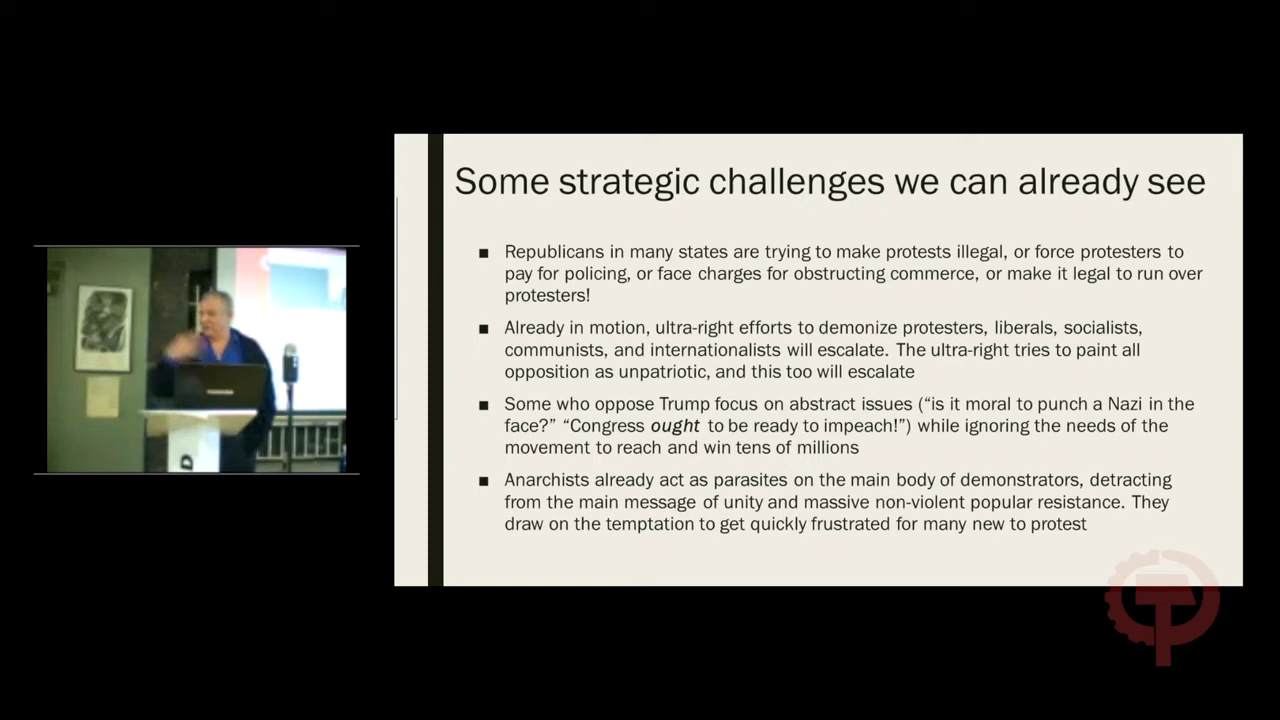 Some strategic challenges we can already see
■ Republicans in many states are trying to make protests illegal, or force protesters to
pay for policing, or face charges for obstructing commerce, or make it legal to run over
protesters!
■ Already in motion, ultra-right efforts to demonize protesters, liberals, socialists,
communists, and internationalists will escalate. The ultra-right tries to paint all
opposition as unpatriotic, and this too will escalate
■ Some who oppose Trump focus on abstract issues (“is it moral to punch a Nazi in the
face?” “Congress ought to be ready to impeach!”) while ignoring the needs of the
movement to reach and win tens of millions
■ Anarchists already act as parasites on the main body of demonstrators, detracting
from the main message of unity and massive non-violent popular resistance. They
draw on the temptation to get quickly frustrated for many new to protest